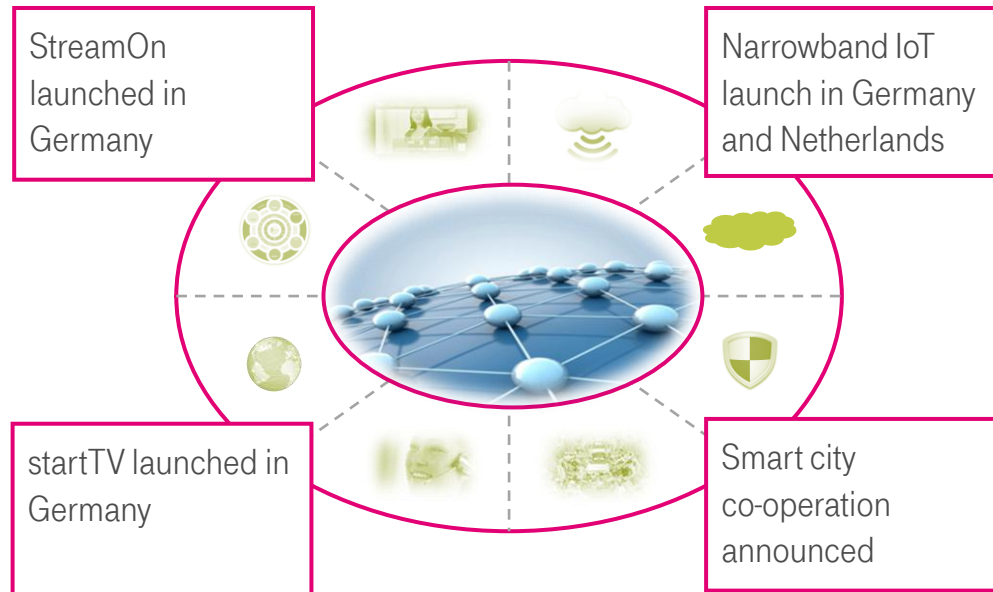 StreamOn
launched in
Germany
Narrowband IoT
launch in Germany
and Netherlands
startTV launched in
Germany
Smart city
co-operation
announced